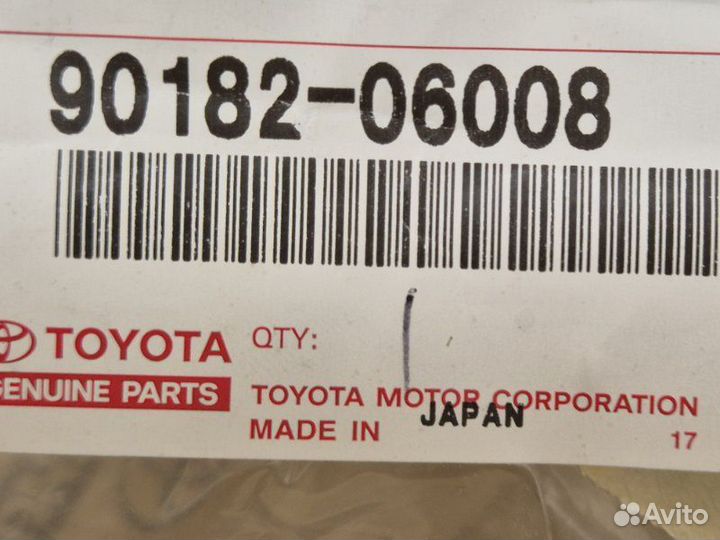 90182-06008
TOYOTA QTY: 1
GENUINE PARTS
TOYOTA MOTOR CORPORATION
MADE IN JAPAN 17
Avito